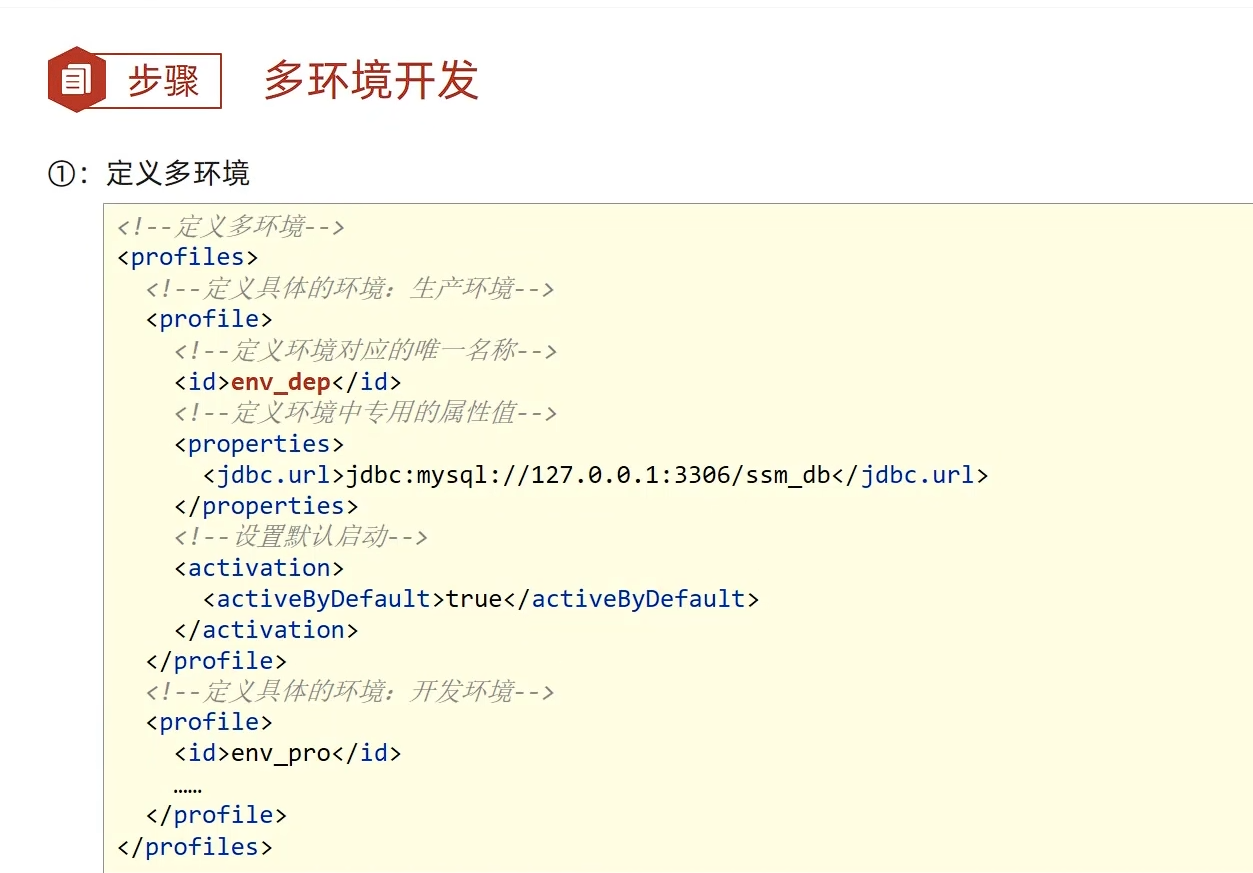 步骤 多环境开发
①：定义多环境
<!--定义多环境-->
<profiles>
<!--定义具体的环境：生产环境-->
<profile>
<!--定义环境对应的唯一名称-->
<id>env_dep</id>
<!--定义环境中专用的属性值-->
<properties>
<jdbc.url>jdbc:mysql://127.0.0.1:3306/ssm_db</jdbc.url>
</properties>
<!--设置默认启动-->
<activation>
<activeByDefault>true</activeByDefault>
</activation>
</profile>
<!--定义具体的环境：开发环境-->
<profile>
<id>env_pro</id>
……
</profile>
</profiles>